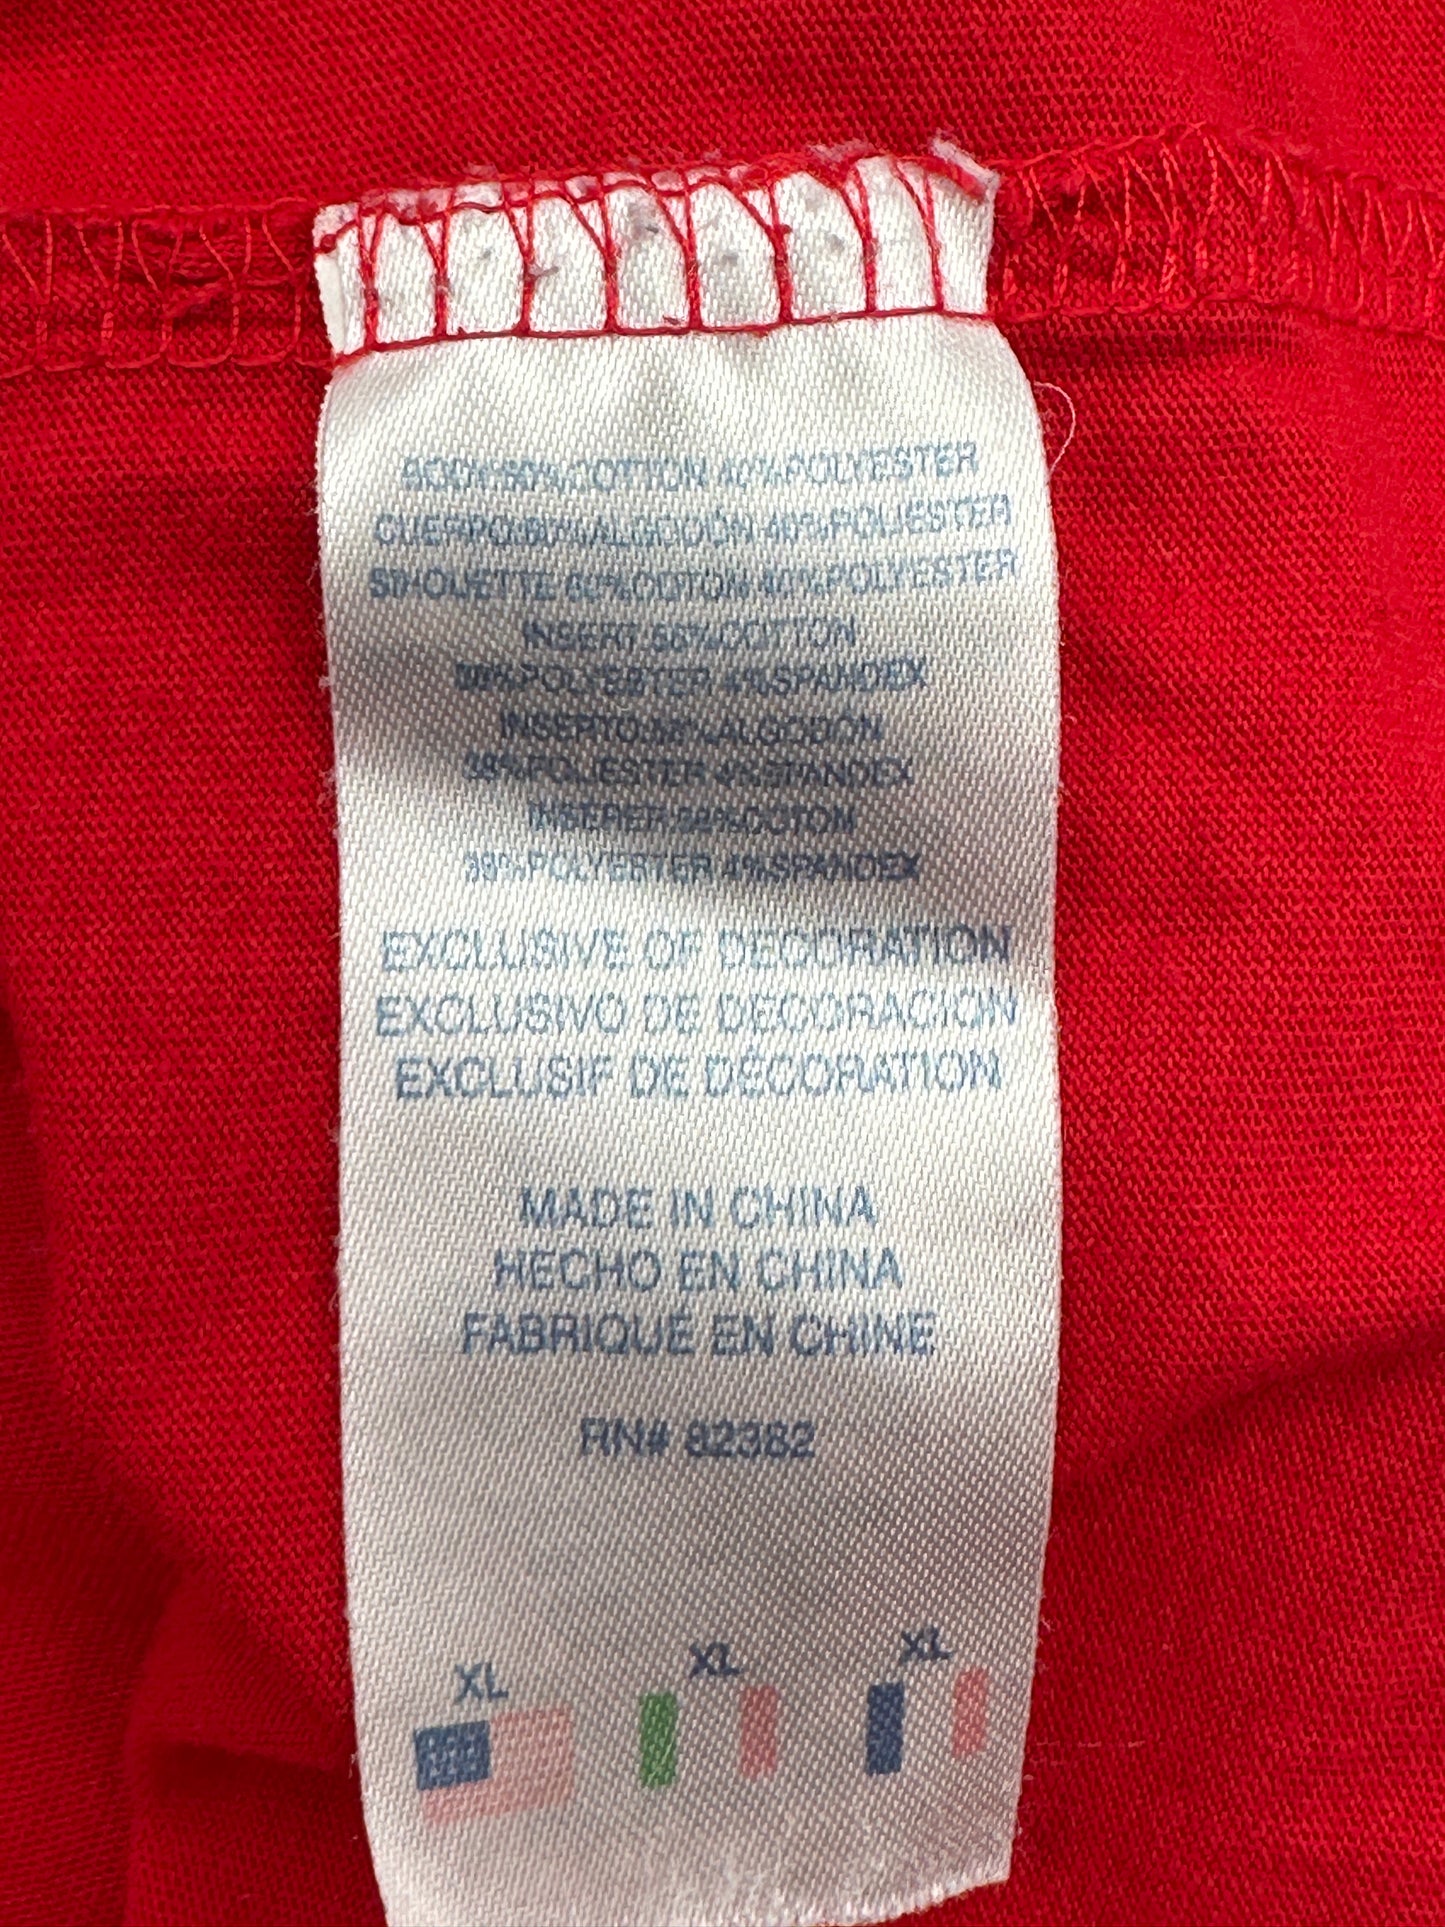 BODY:60%COTTON 40%POLYESTER
CUERPO:60%ALGODÓN 40%POLIESTER
SIHOUETTE 60%COTON 40%POLYESTER
INSERT 58%COTTON
38%POLYESTER 4%SPANDEX
INSERTO:58%ALGODÓN
38%POLIESTER 4%SPANDEX
INSERER:58%COTON
38%POLYESTER 4%SPANDEX
EXCLUSIVE OF DECORATION
EXCLUSIVO DE DECORACION
EXCLUSIF DE DÉCORATION
MADE IN CHINA
HECHO EN CHINA
FABRIQUÉ EN CHINE
RN# 82382
XL XL XL